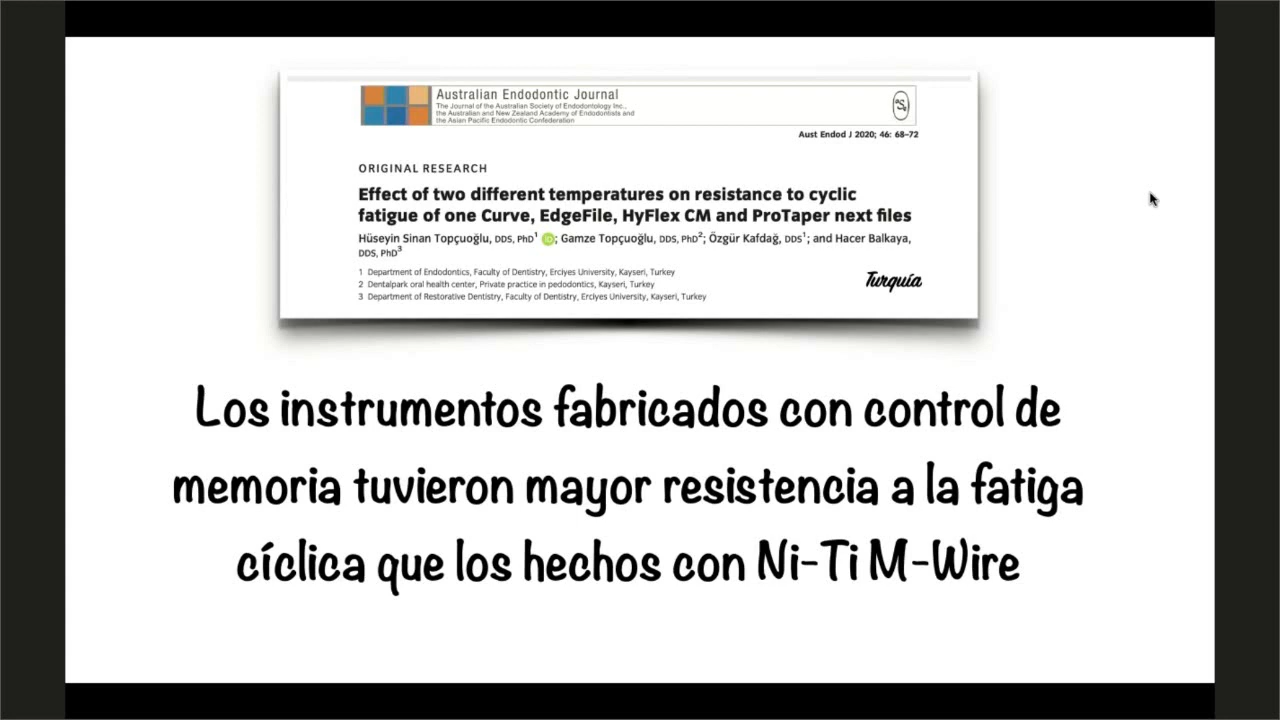 Australian Endodontic Journal
The Journal of the Australian Society of Endodontology Inc.,
the Australian and New Zealand Academy of Endodontists and
the Asian Pacific Endodontic Confederation
Aust Endod J 2020; 46: 68–72
ORIGINAL RESEARCH
Effect of two different temperatures on resistance to cyclic
fatigue of one Curve, EdgeFile, HyFlex CM and ProTaper next files
Hüseyin Sinan Topçuoğlu, DDS, PhD1 iD; Gamze Topçuoğlu, DDS, PhD2; Özgür Kafdağ, DDS1; and Hacer Balkaya,
DDS, PhD3
1 Department of Endodontics, Faculty of Dentistry, Erciyes University, Kayseri, Turkey
2 Dentalpark oral health center, Private practice in pedodontics, Kayseri, Turkey
3 Department of Restorative Dentistry, Faculty of Dentistry, Erciyes University, Kayseri, Turkey
Turquía
Los instrumentos fabricados con control de
memoria tuvieron mayor resistencia a la fatiga
cíclica que los hechos con Ni-Ti M-Wire